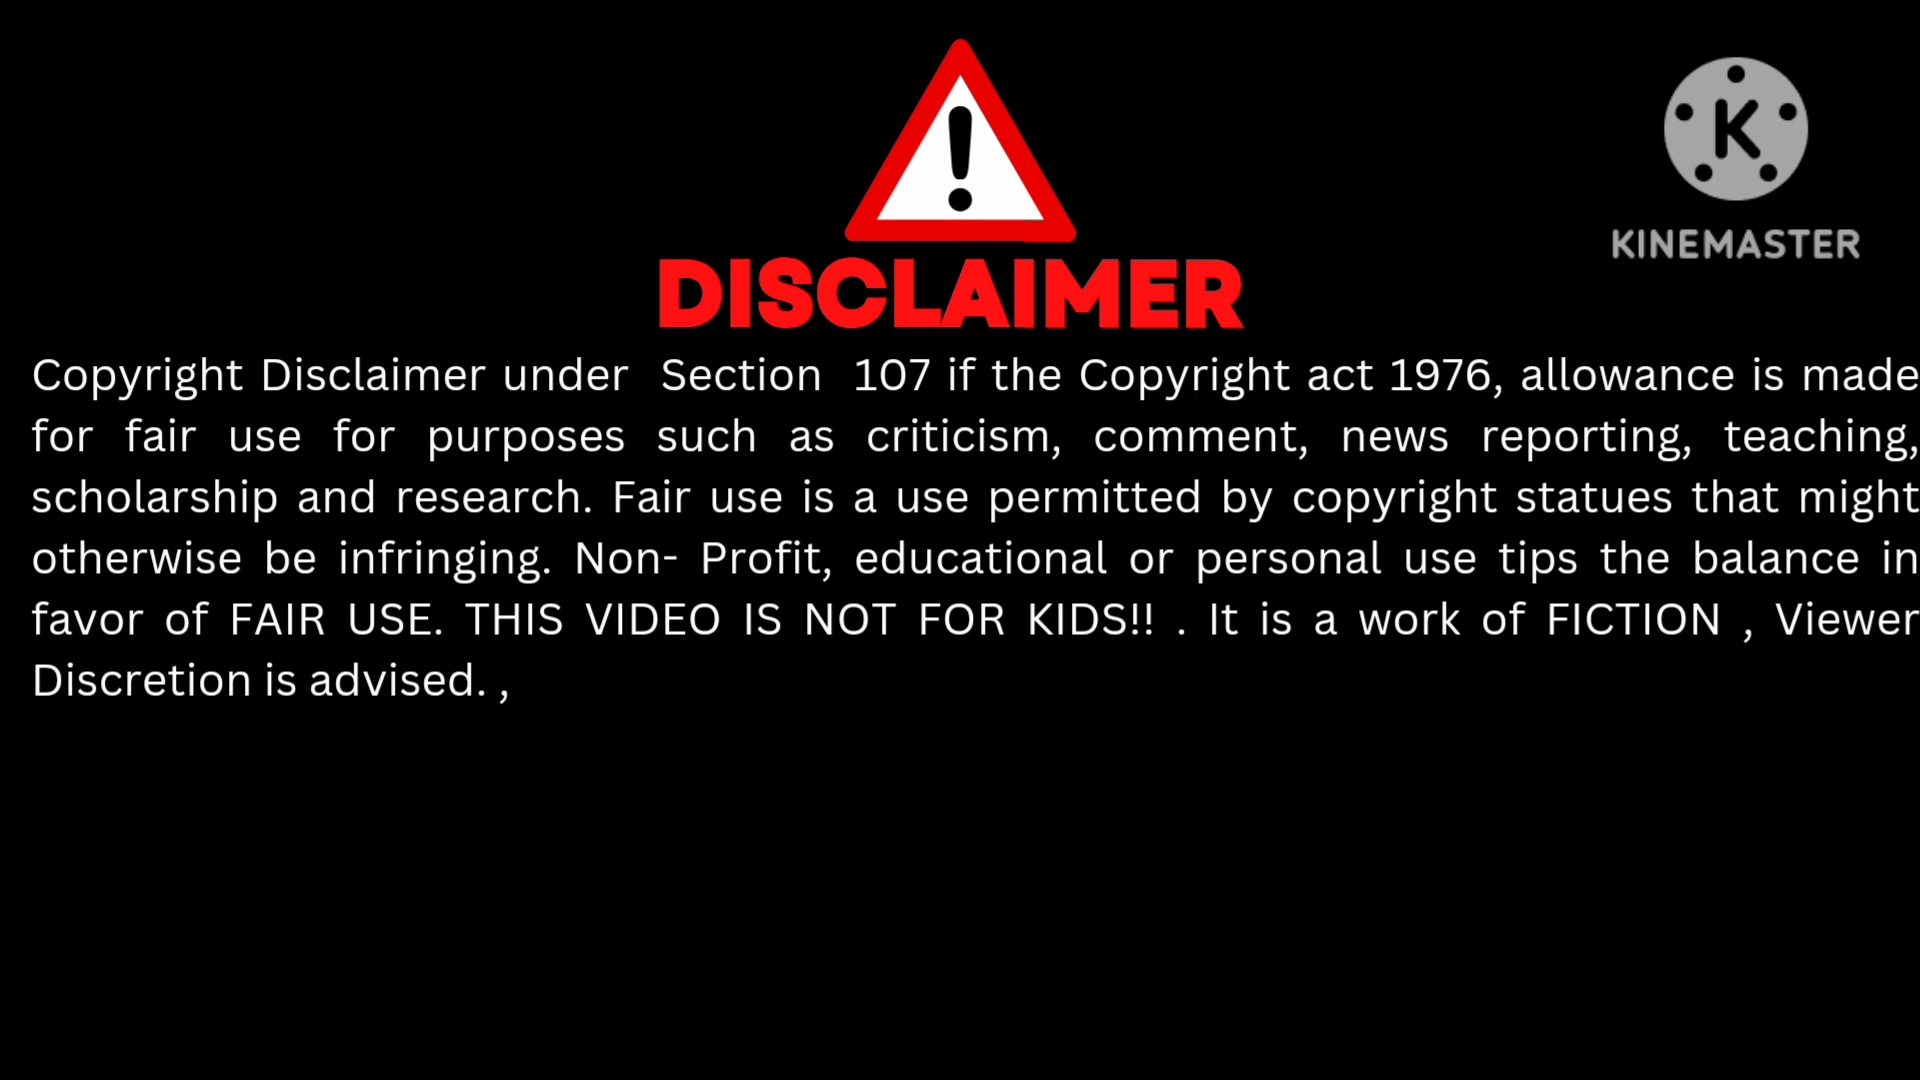 K
KINEMASTER
DISCLAIMER
Copyright Disclaimer under Section 107 if the Copyright act 1976, allowance is made
for fair use for purposes such as criticism, comment, news reporting, teaching,
scholarship and research. Fair use is a use permitted by copyright statues that might
otherwise be infringing. Non- Profit, educational or personal use tips the balance in
favor of FAIR USE. THIS VIDEO IS NOT FOR KIDS!! . It is a work of FICTION , Viewer
Discretion is advised. ,